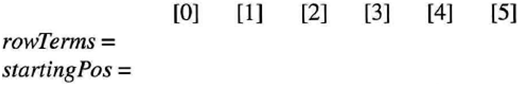 [0] [1] [2] [3] [4] [5]
rowTerms =
startingPos =